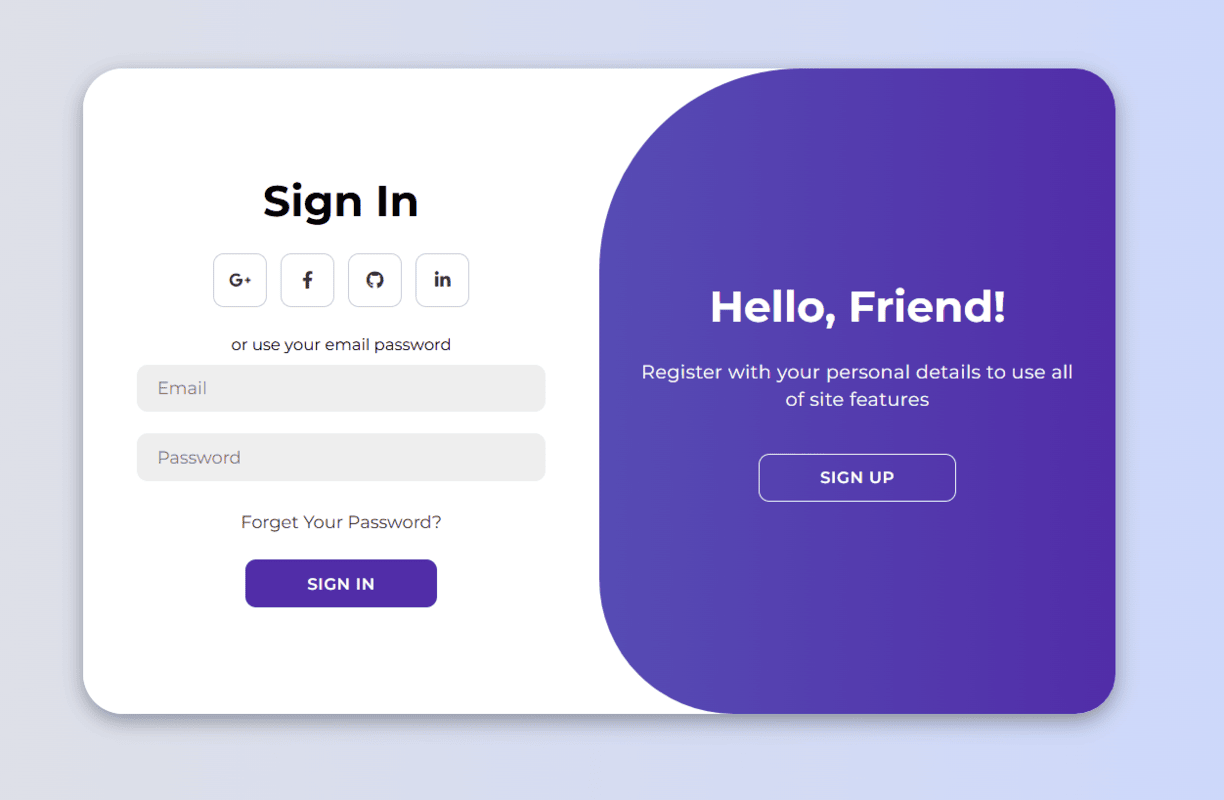 Sign In
G+
f
in
or use your email password
Email
Password
Forget Your Password?
SIGN IN
Hello, Friend!
Register with your personal details to use all
of site features
SIGN UP